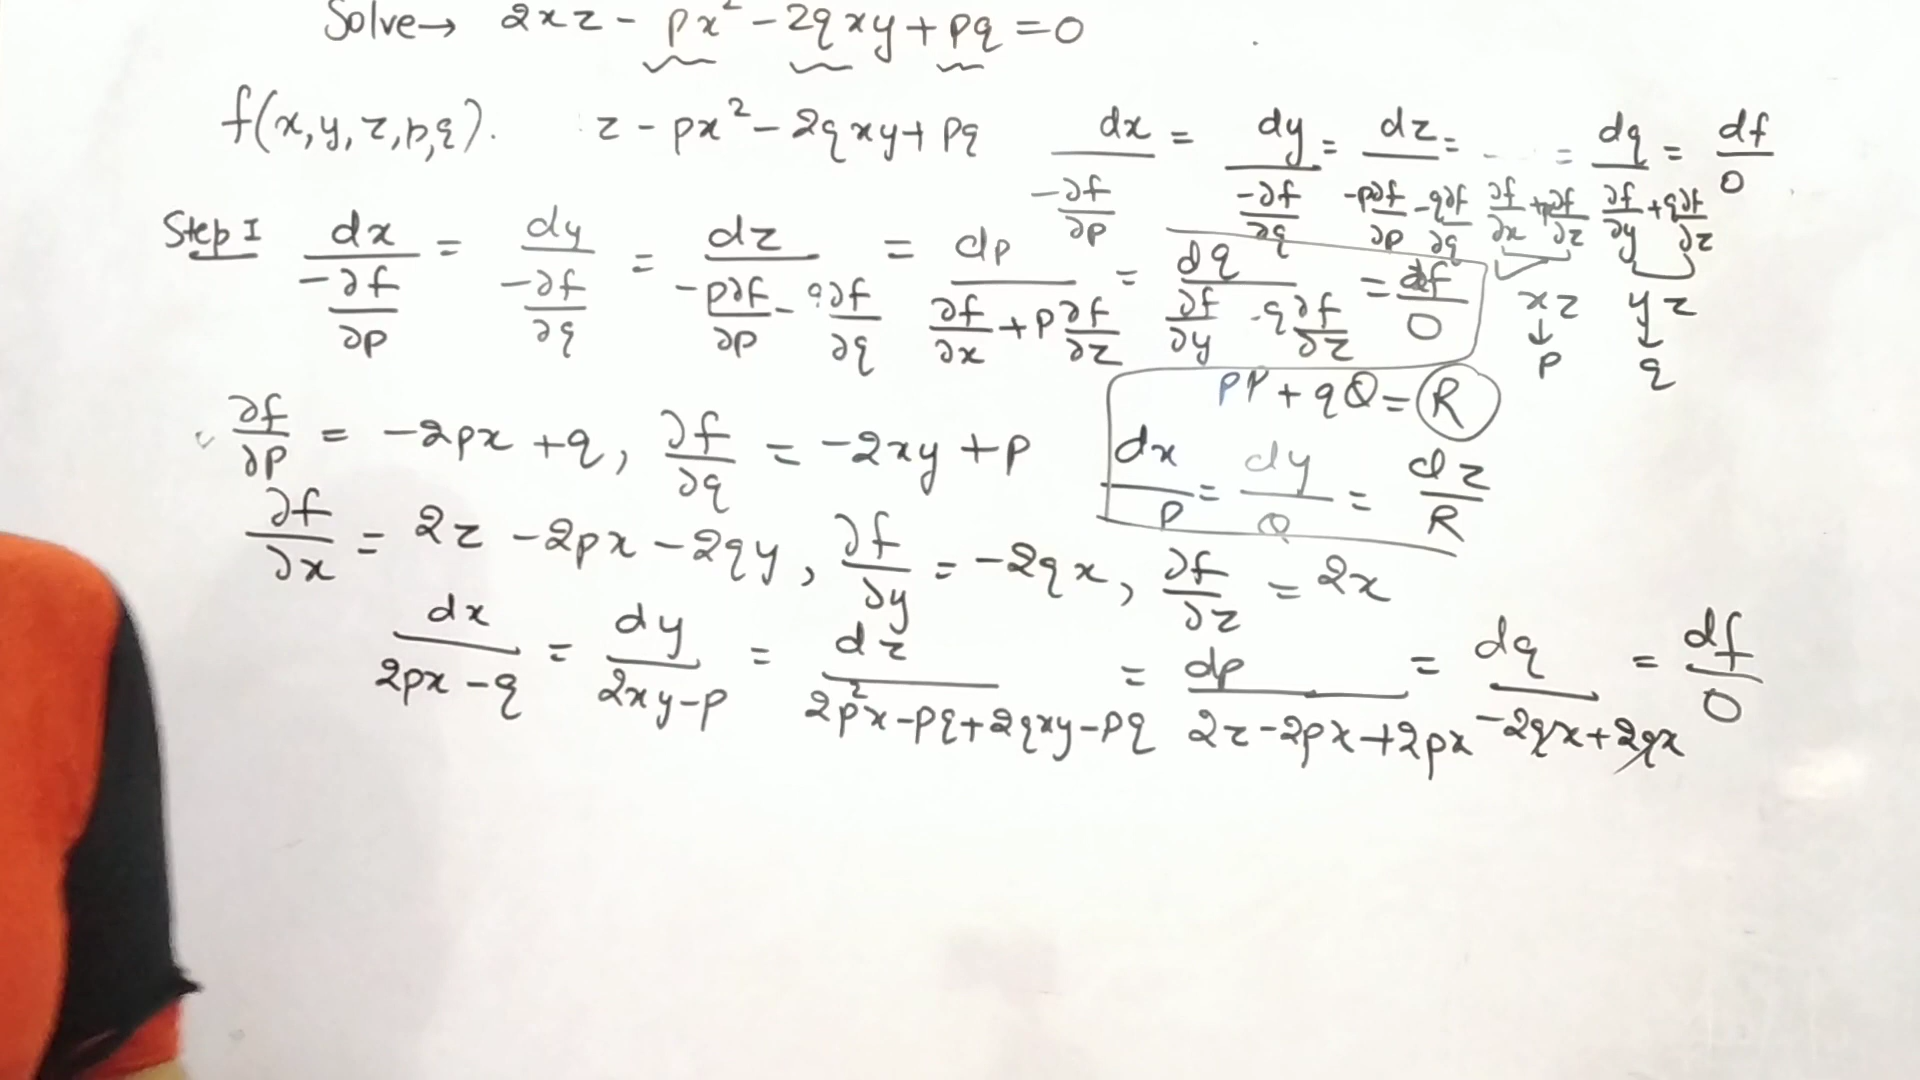 Solve→ 2xz - px² - 2qxy + pq = 0
f(x,y,z,p,q). z - px² - 2qxy + pq
dx/(-∂f/∂p) = dy/(-∂f/∂q) = dz/(-p∂f/∂p - q∂f/∂q) = ... (∂f/∂x + p∂f/∂z) = dq/(∂f/∂y + q∂f/∂z) = df/0
xz yz
↓ ↓
p q
Step I dx/(-∂f/∂p) = dy/(-∂f/∂q) = dz/(-p∂f/∂p - q∂f/∂q) = dp/(∂f/∂x + p∂f/∂z) = dq/(∂f/∂y · q∂f/∂z) = df/0
pP + qQ = R
dx/P = dy/Q = dz/R
∂f/∂p = -2px + q, ∂f/∂q = -2xy + p
∂f/∂x = 2z - 2px - 2qy, ∂f/∂y = -2qx, ∂f/∂z = 2x
dx/(2px - q) = dy/(2xy - p) = dz/(2p²x - pq + 2qxy - pq) = dp/(2z - 2px + 2px) = dq/(-2qx + 2qx) = df/0